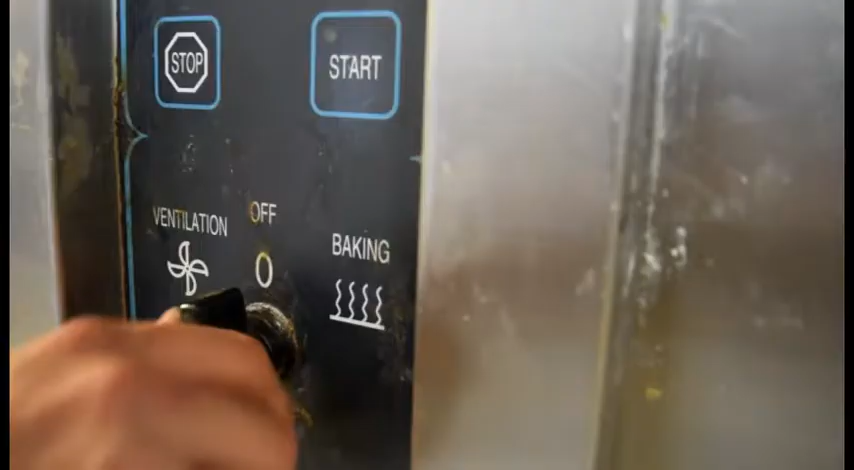 STOP
START
VENTILATION
OFF
0
BAKING